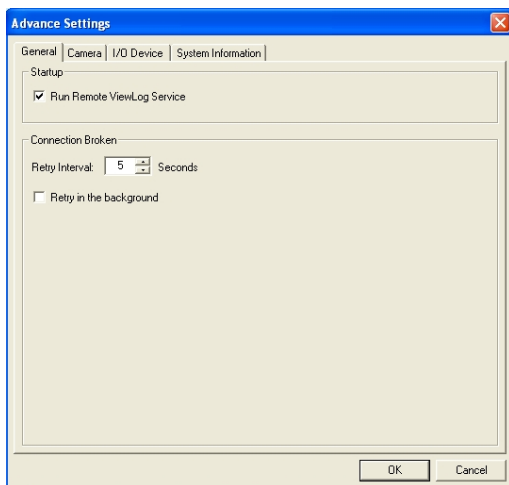 Advance Settings
General Camera I/O Device System Information
Startup
Run Remote ViewLog Service
Connection Broken
Retry Interval: 5 Seconds
Retry in the background
OK Cancel